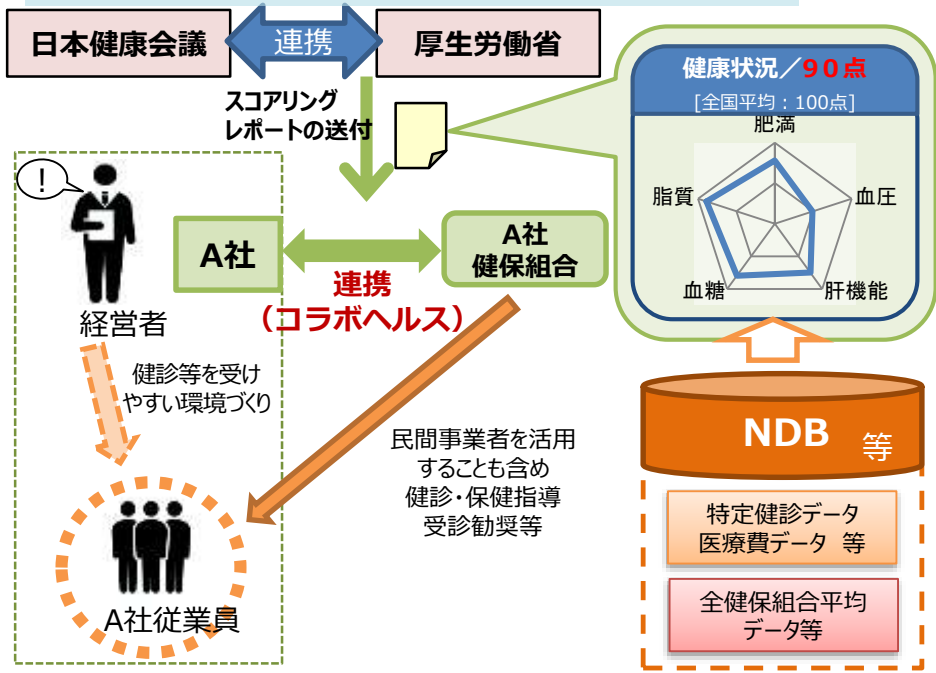 日本健康会議
連携
厚生労働省
スコアリング
レポートの送付
健康状況／９０点
[全国平均：100点]
肥満
脂質
血圧
血糖
肝機能
！
A社
A社
健保組合
連携
（コラボヘルス）
経営者
健診等を受け
やすい環境づくり
民間事業者を活用
することも含め
健診・保健指導
受診勧奨等
A社従業員
NDB 等
特定健診データ
医療費データ 等
全健保組合平均
データ等